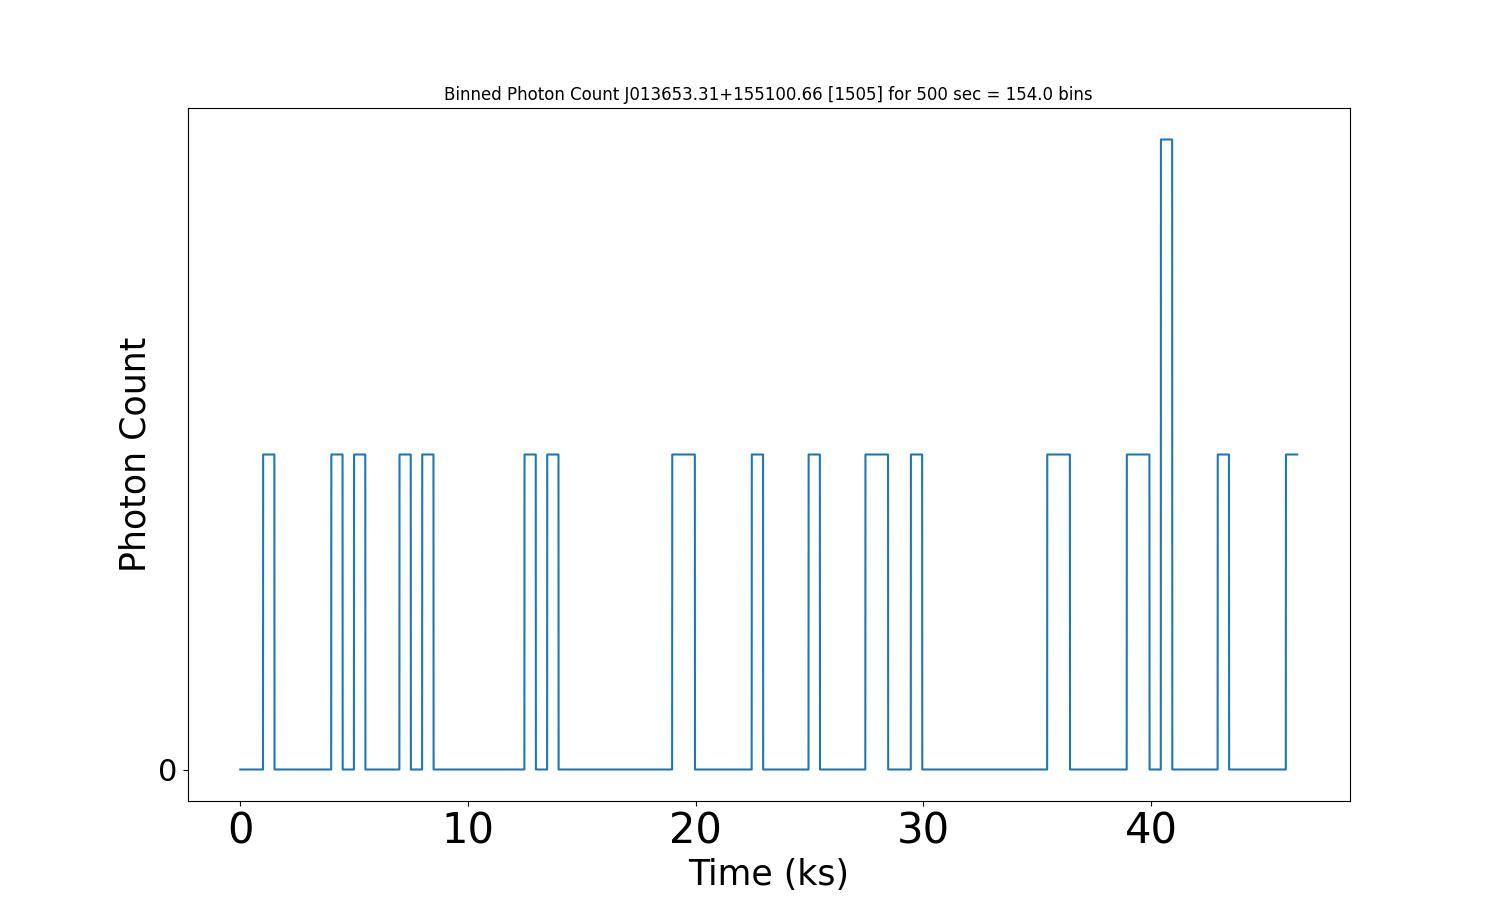 Binned Photon Count J013653.31+155100.66 [1505] for 500 sec = 154.0 bins
Photon Count
0
0 10 20 30 40
Time (ks)